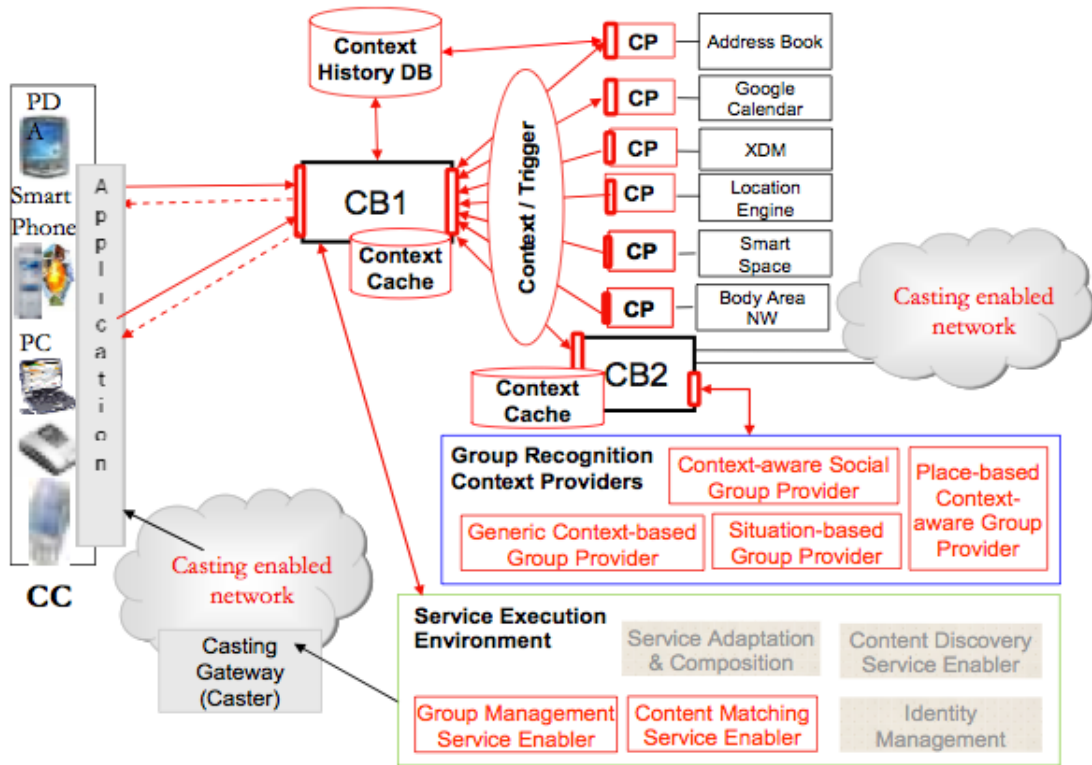 PD
A
Smart
Phone
PC
CC
Application
Context
History DB
CB1
Context
Cache
Context / Trigger
CP
Address Book
CP
Google
Calendar
CP
XDM
CP
Location
Engine
CP
Smart
Space
CP
Body Area
NW
Casting enabled
network
CB2
Context
Cache
Group Recognition
Context Providers
Context-aware Social
Group Provider
Place-based
Context-
aware Group
Provider
Generic Context-based
Group Provider
Situation-based
Group Provider
Casting enabled
network
Casting
Gateway
(Caster)
Service Execution
Environment
Service Adaptation
& Composition
Content Discovery
Service Enabler
Group Management
Service Enabler
Content Matching
Service Enabler
Identity
Management